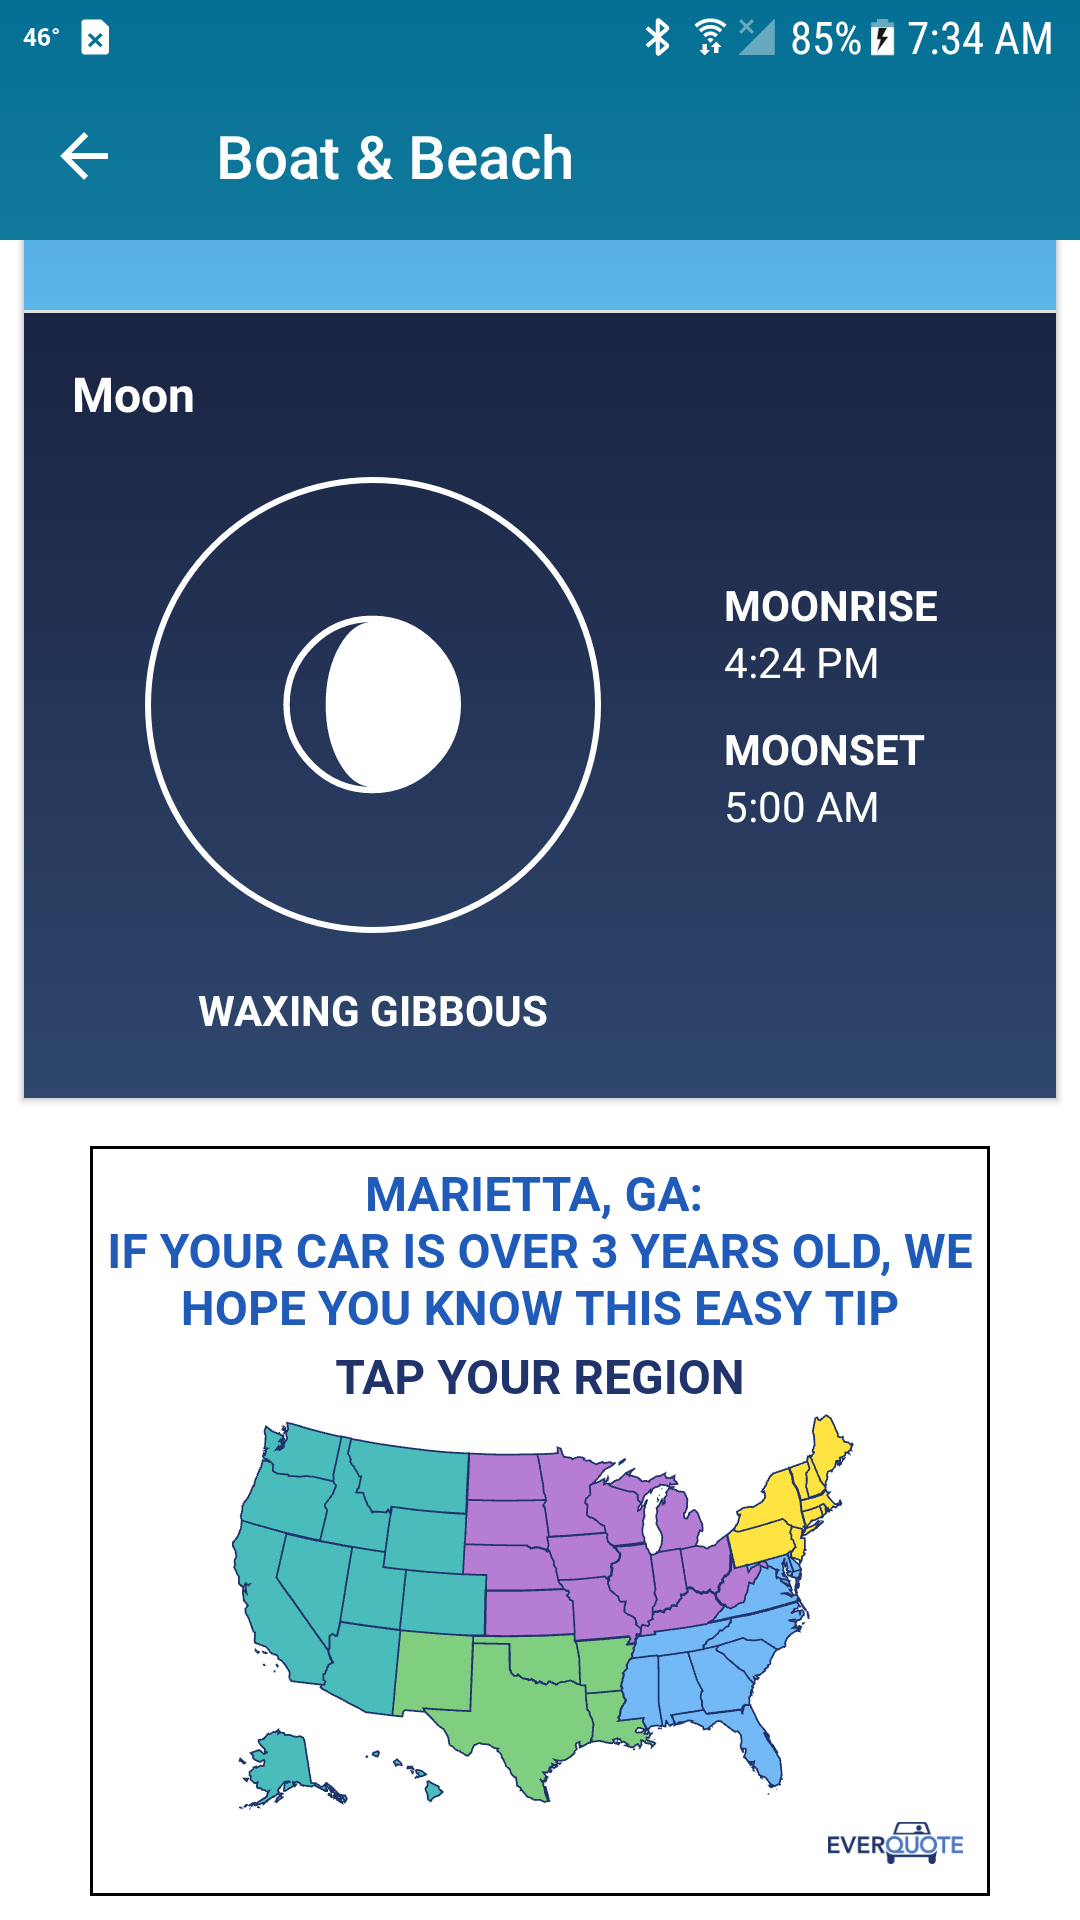 46°
85%
7:34 AM
Boat & Beach
Moon
MOONRISE
4:24 PM
MOONSET
5:00 AM
WAXING GIBBOUS
MARIETTA, GA:
IF YOUR CAR IS OVER 3 YEARS OLD, WE
HOPE YOU KNOW THIS EASY TIP
TAP YOUR REGION
EVERQUOTE